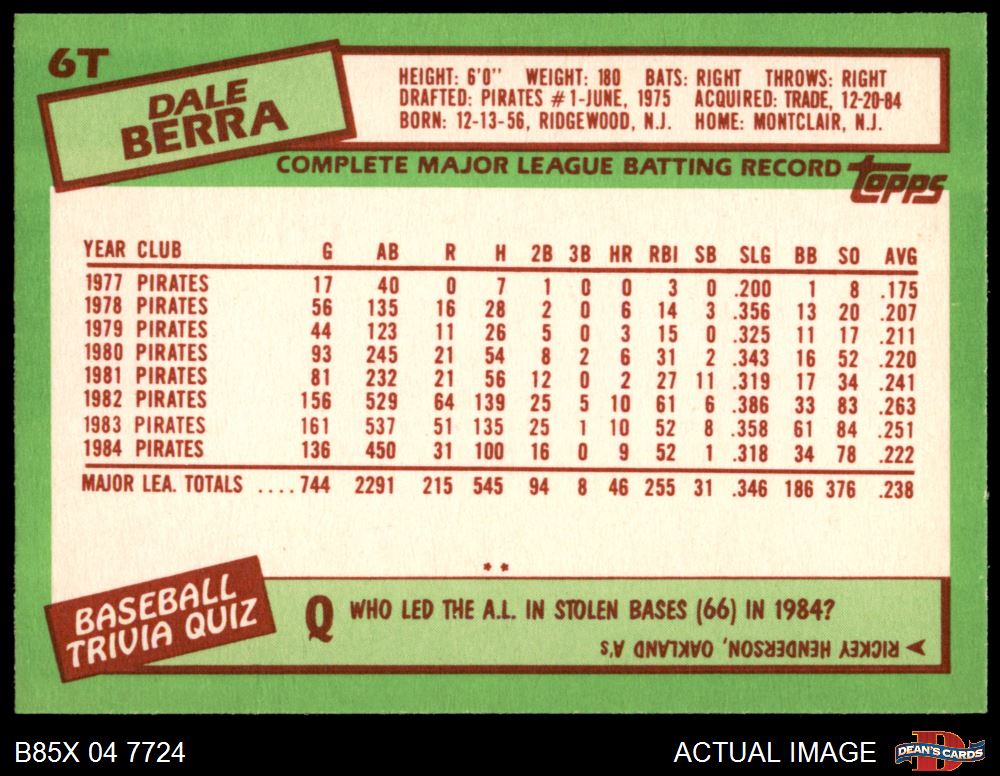 6T
DALE
BERRA
HEIGHT: 6'0" WEIGHT: 180 BATS: RIGHT THROWS: RIGHT
DRAFTED: PIRATES #1-JUNE, 1975 ACQUIRED: TRADE, 12-20-84
BORN: 12-13-56, RIDGEWOOD, N.J. HOME: MONTCLAIR, N.J.
COMPLETE MAJOR LEAGUE BATTING RECORD topps
YEAR CLUB G AB R H 2B 3B HR RBI SB SLG BB SO AVG
1977 PIRATES 17 40 0 7 1 0 0 3 0 .200 1 8 .175
1978 PIRATES 56 135 16 28 2 0 6 14 3 .356 13 20 .207
1979 PIRATES 44 123 11 26 5 0 3 15 0 .325 11 17 .211
1980 PIRATES 93 245 21 54 8 2 6 31 2 .343 16 52 .220
1981 PIRATES 81 232 21 56 12 0 2 27 11 .319 17 34 .241
1982 PIRATES 156 529 64 139 25 5 10 61 6 .386 33 83 .263
1983 PIRATES 161 537 51 135 25 1 10 52 8 .358 61 84 .251
1984 PIRATES 136 450 31 100 16 0 9 52 1 .318 34 78 .222
MAJOR LEA. TOTALS ....744 2291 215 545 94 8 46 255 31 .346 186 376 .238
**
BASEBALL
TRIVIA QUIZ
Q WHO LED THE A.L. IN STOLEN BASES (66) IN 1984?
RICKEY HENDERSON, OAKLAND A's
B85X 04 7724 ACTUAL IMAGE DEAN'S CARDS